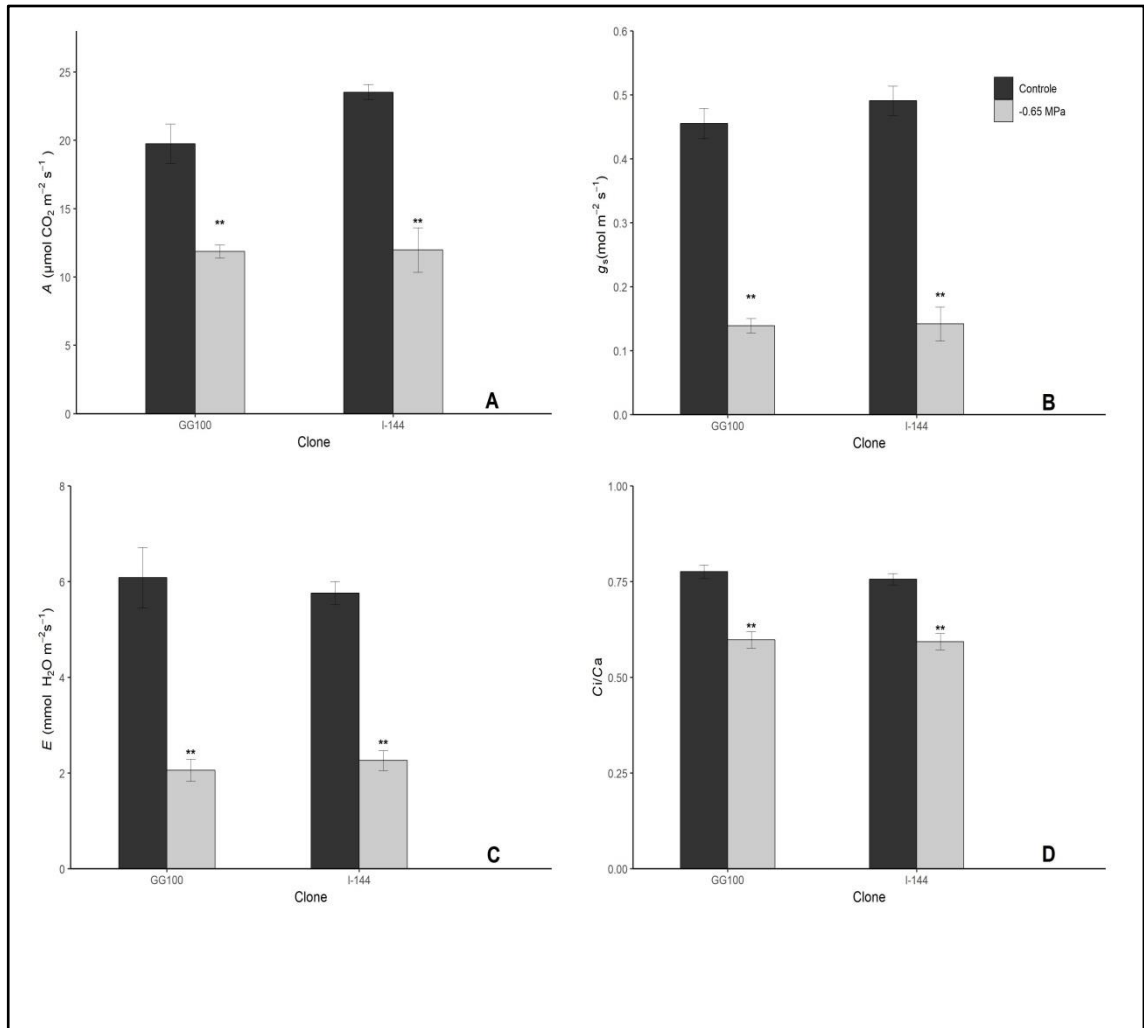 25
20
15
10
5
0
A (μmol CO₂ m⁻² s⁻¹)
**
**
GG100
I-144
Clone
A
0.6
0.5
0.4
0.3
0.2
0.1
0.0
gₛ(mol m⁻² s⁻¹)
Controle
-0.65 MPa
**
**
GG100
I-144
Clone
B
8
6
4
2
0
E (mmol H₂O m⁻²s⁻¹)
**
**
GG100
I-144
Clone
C
1.00
0.75
0.50
0.25
0.00
Ci/Ca
**
**
GG100
I-144
Clone
D